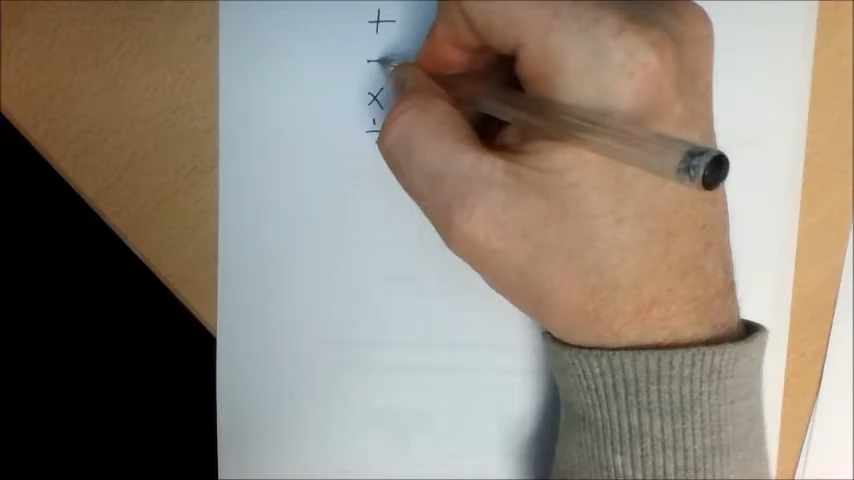 +
-
×
÷